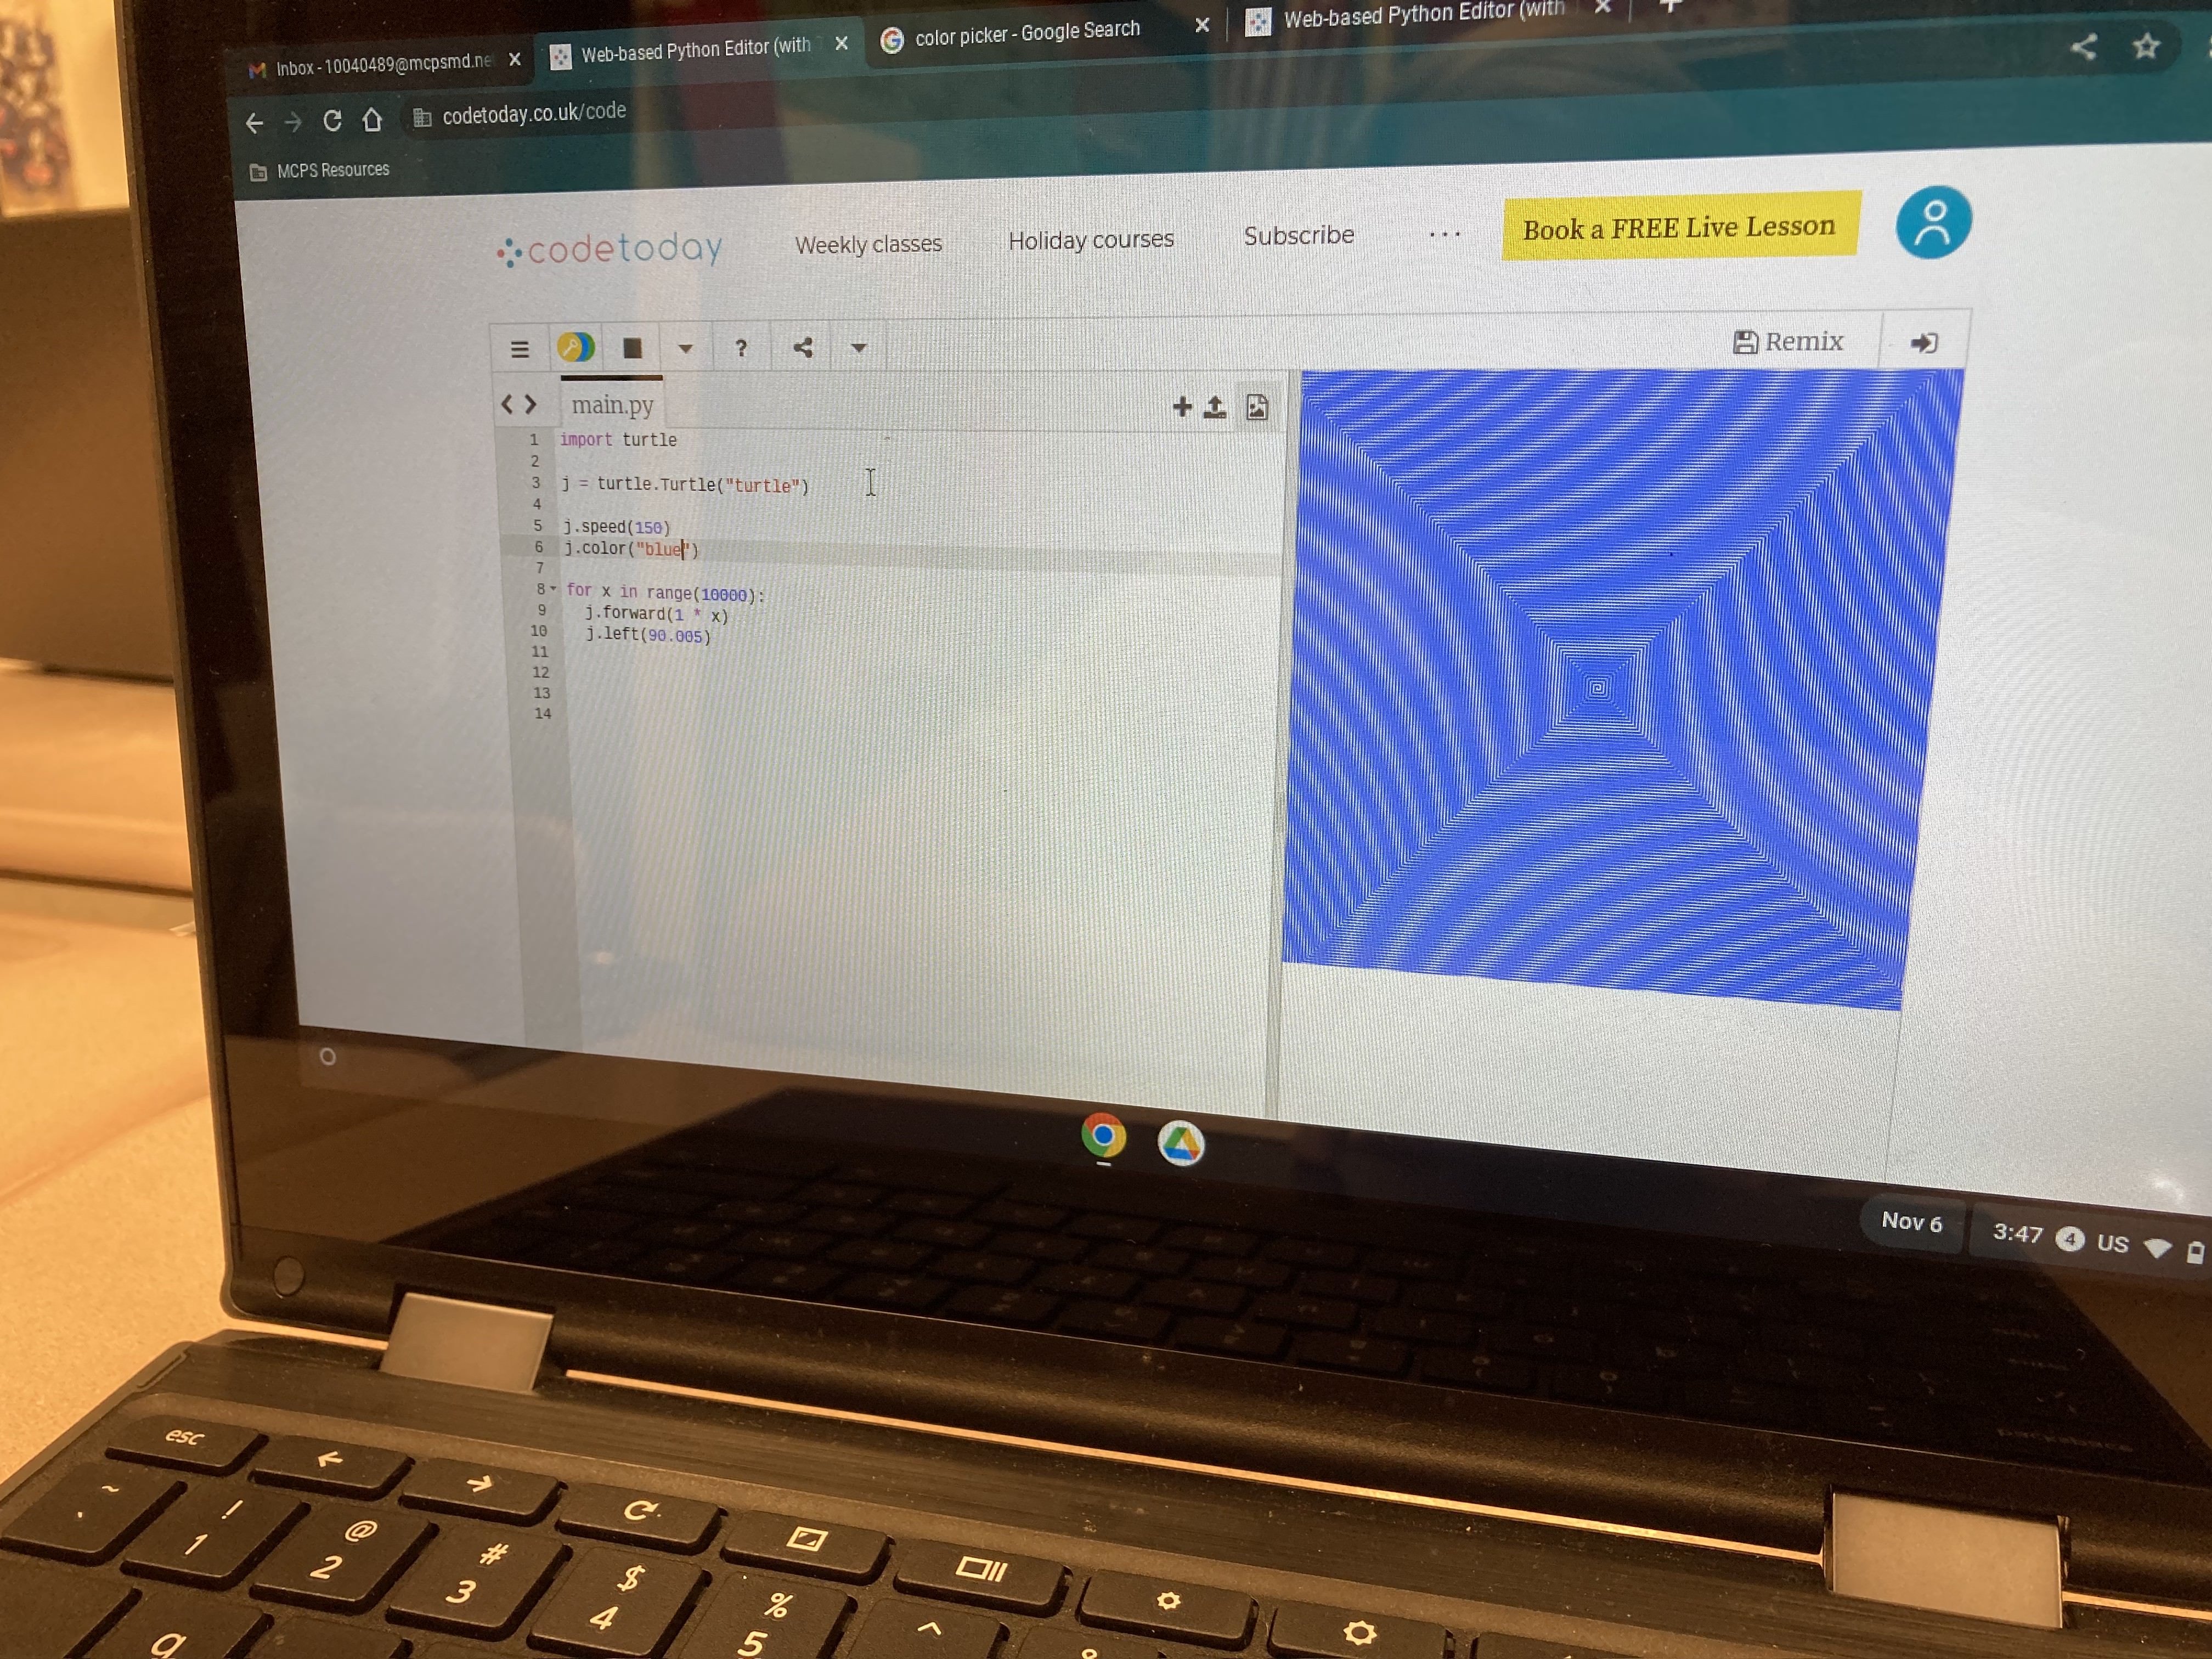 Inbox - 10040489@mcpsmd.ne
Web-based Python Editor (with
color picker - Google Search
Web-based Python Editor (with
codetoday.co.uk/code
MCPS Resources
codetoday
Weekly classes
Holiday courses
Subscribe
...
Book a FREE Live Lesson
?
Remix
< > main.py
+
1 import turtle
2
3 j = turtle.Turtle("turtle")
4
5 j.speed(150)
6 j.color("blue")
7
8 for x in range(10000):
9 j.forward(1 * x)
10 j.left(90.005)
11
12
13
14
Nov 6
3:47 4 US
esc
~
!
1
@
2
#
3
$
4
%
5
^
q